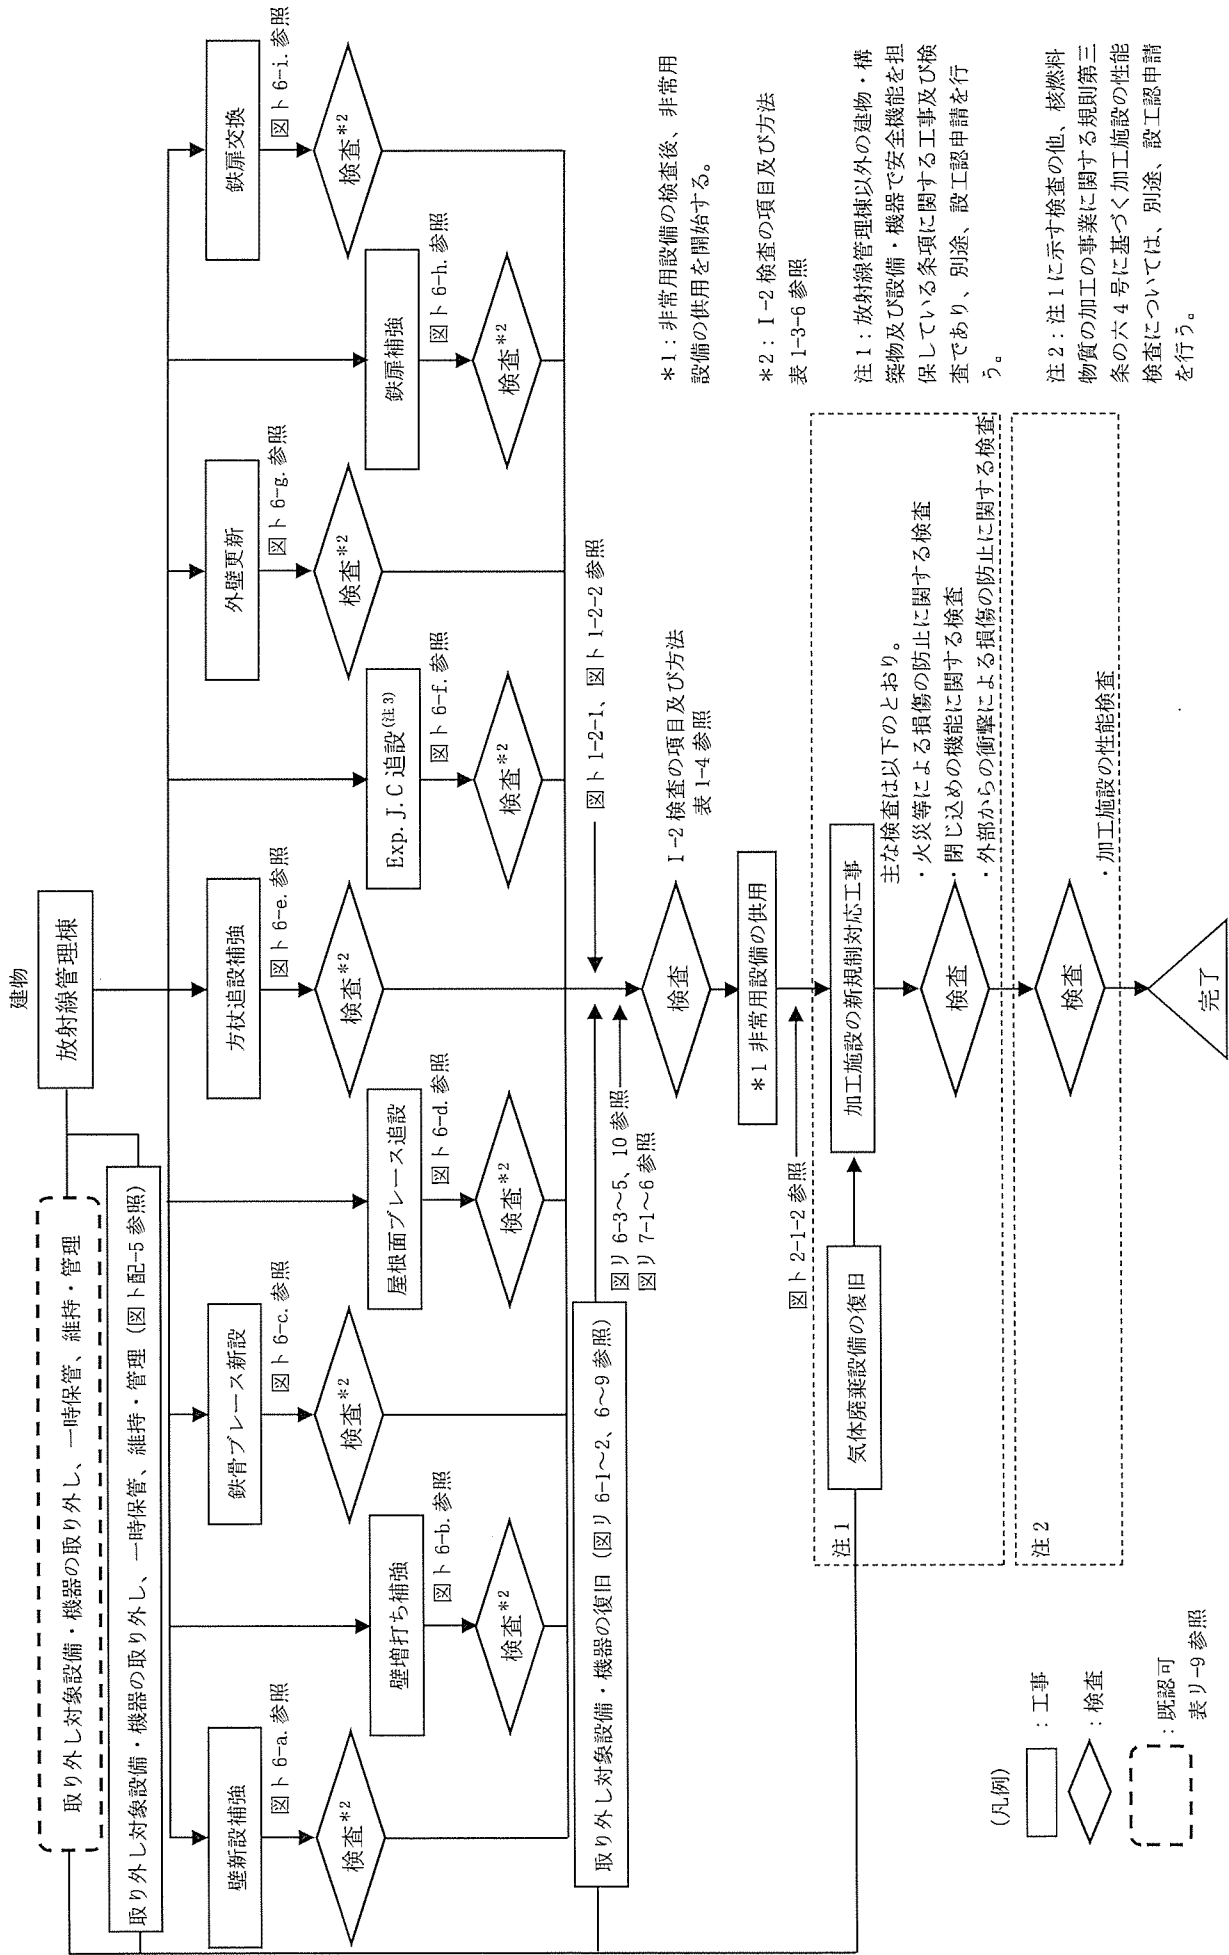 建物
放射線管理棟
取り外し対象設備・機器の取り外し、一時保管、維持・管理
取り外し対象設備・機器の取り外し、一時保管、維持・管理(図ト配-5 参照)
壁新設補強
図ト 6-a. 参照
検査*2
壁増打ち補強
図ト 6-b. 参照
検査*2
鉄骨ブレース新設
図ト 6-c. 参照
検査*2
屋根面ブレース追設
図ト 6-d. 参照
検査*2
方杖追設補強
図ト 6-e. 参照
検査*2
Exp. J. C 追設(注3)
図ト 6-f. 参照
検査*2
外壁更新
図ト 6-g. 参照
検査*2
鉄扉補強
図ト 6-h. 参照
検査*2
鉄扉交換
図ト 6-i. 参照
検査*2
取り外し対象設備・機器の復旧(図リ 6-1~2、6~9 参照)
図リ 6-3~5、10 参照
図リ 7-1~6 参照
図ト 1-2-1、図ト 1-2-2 参照
検査
I-2 検査の項目及び方法
表 1-4 参照
*1 非常用設備の供用
図ト 2-1-2 参照
注1
気体廃棄設備の復旧
加工施設の新規制対応工事
主な検査は以下のとおり。
・火災等による損傷の防止に関する検査
・閉じ込めの機能に関する検査
・外部からの衝撃による損傷の防止に関する検査
検査
注2
検査
・加工施設の性能検査
完了
*1:非常用設備の検査後、非常用
設備の供用を開始する。
*2:I-2 検査の項目及び方法
表 1-3-6 参照
注1:放射線管理棟以外の建物・構
築物及び設備・機器で安全機能を担
保している条項に関する工事及び検
査であり、別途、設工認申請を行
う。
注2:注1に示す検査の他、核燃料
物質の加工の事業に関する規則第三
条の六4号に基づく加工施設の性能
検査については、別途、設工認申請
を行う。
(凡例)
:工事
:検査
:既認可
表リ-9 参照